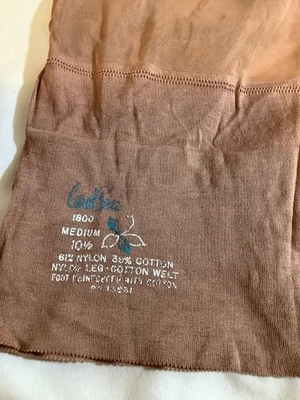 1800
MEDIUM
10½
61% NYLON 39% COTTON
NYLON LEG - COTTON WELT
FOOT REINFORCED WITH COTTON